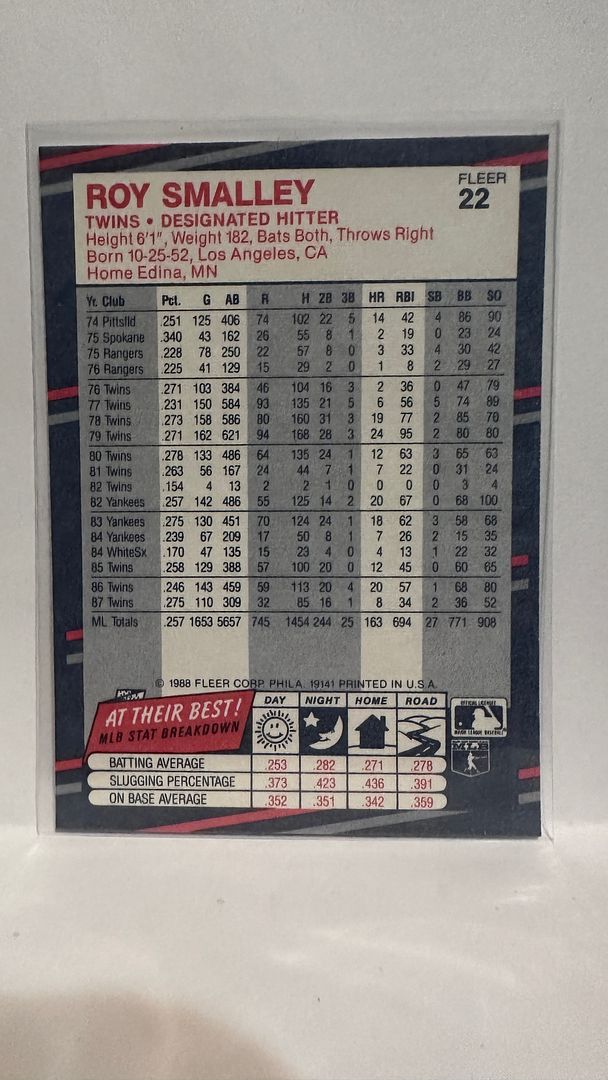 FLEER
ROY SMALLEY 22
TWINS • DESIGNATED HITTER
Height 6'1", Weight 182, Bats Both, Throws Right
Born 10-25-52, Los Angeles, CA
Home Edina, MN
Yr. Club Pct. G AB R H 2B 3B HR RBI SB BB SO
74 Pittsfld .251 125 406 74 102 22 5 14 42 4 86 90
75 Spokane .340 43 162 26 55 8 1 2 19 0 23 24
75 Rangers .228 78 250 22 57 8 0 3 33 4 30 42
76 Rangers .225 41 129 15 29 2 0 1 8 2 29 27
76 Twins .271 103 384 46 104 16 3 2 36 0 47 79
77 Twins .231 150 584 93 135 21 5 6 56 5 74 89
78 Twins .273 158 586 80 160 31 3 19 77 2 85 70
79 Twins .271 162 621 94 168 28 3 24 95 2 80 80
80 Twins .278 133 486 64 135 24 1 12 63 3 65 63
81 Twins .263 56 167 24 44 7 1 7 22 0 31 24
82 Twins .154 4 13 2 2 1 0 0 0 0 3 4
82 Yankees .257 142 486 55 125 14 2 20 67 0 68 100
83 Yankees .275 130 451 70 124 24 1 18 62 3 58 68
84 Yankees .239 67 209 17 50 8 1 7 26 2 15 35
84 WhiteSx .170 47 135 15 23 4 0 4 13 1 22 32
85 Twins .258 129 388 57 100 20 0 12 45 0 60 65
86 Twins .246 143 459 59 113 20 4 20 57 1 68 80
87 Twins .275 110 309 32 85 16 1 8 34 2 36 52
ML Totals .257 1653 5657 745 1454 244 25 163 694 27 771 908
© 1988 FLEER CORP. PHILA. 19141 PRINTED IN U.S.A.
AT THEIR BEST!
MLB STAT BREAKDOWN
DAY NIGHT HOME ROAD
BATTING AVERAGE .253 .282 .271 .278
SLUGGING PERCENTAGE .373 .423 .436 .391
ON BASE AVERAGE .352 .351 .342 .359
OFFICIAL LICENSEE
MAJOR LEAGUE BASEBALL
MLB